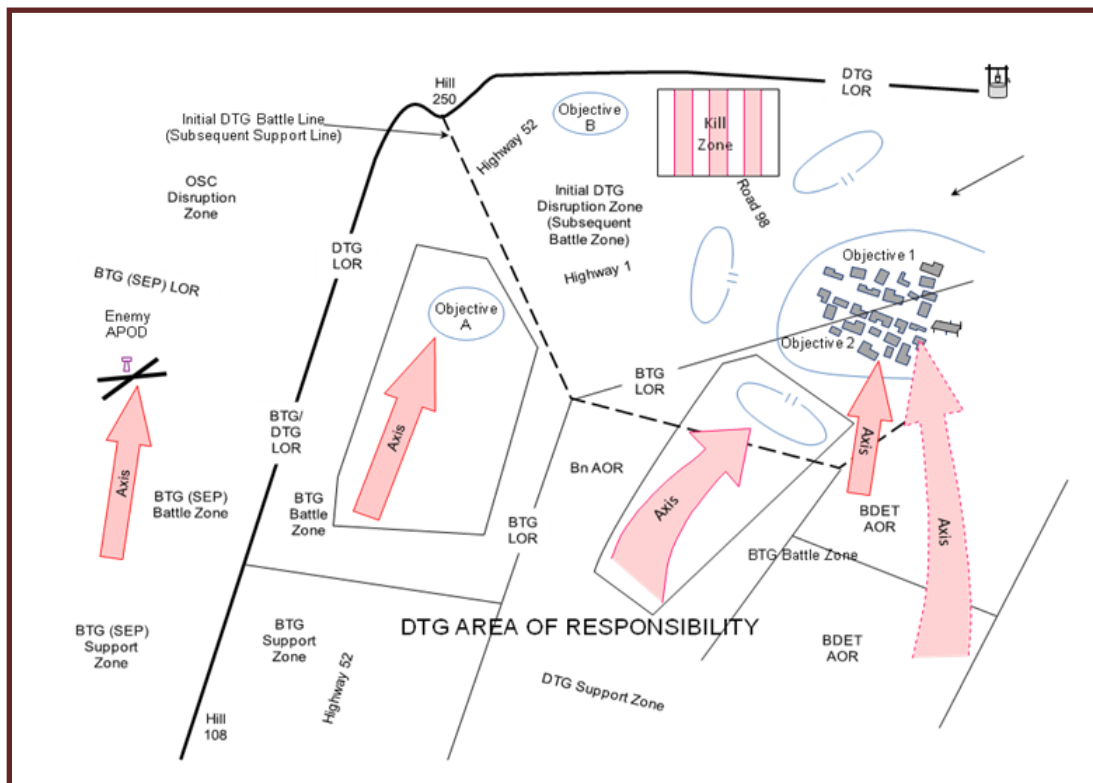 Hill
250
DTG
LOR
Initial DTG Battle Line
(Subsequent Support Line)
Highway 52
Objective
B
Kill
Zone
OSC
Disruption
Zone
Initial DTG
Disruption Zone
(Subsequent
Battle Zone)
Road 98
DTG
LOR
Highway 1
Objective 1
BTG (SEP) LOR
Enemy
APOD
Objective
A
Objective 2
BTG
LOR
BTG/
DTG
LOR
Axis
Axis
Bn AOR
Axis
Axis
Axis
BTG (SEP)
Battle Zone
BTG
Battle
Zone
BTG
LOR
BDET
AOR
BTG Battle Zone
BTG (SEP)
Support
Zone
BTG
Support
Zone
DTG AREA OF RESPONSIBILITY
BDET
AOR
Highway 52
DTG Support Zone
Hill
108